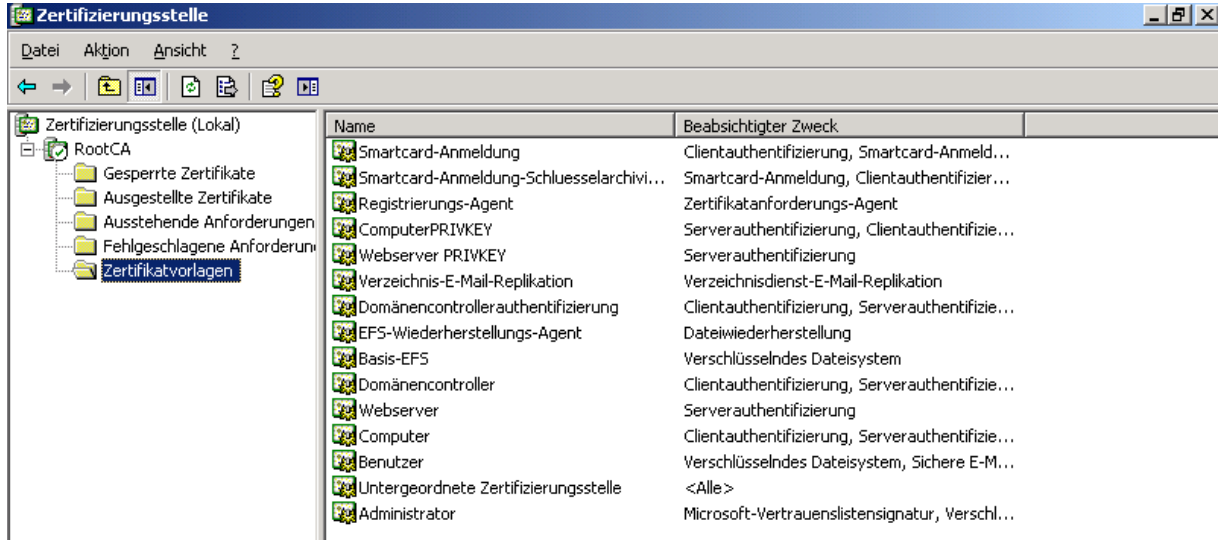 Zertifizierungsstelle
Datei Aktion Ansicht ?
Zertifizierungsstelle (Lokal)
RootCA
Gesperrte Zertifikate
Ausgestellte Zertifikate
Ausstehende Anforderungen
Fehlgeschlagene Anforderun
Zertifikatvorlagen
Name Beabsichtigter Zweck
Smartcard-Anmeldung Clientauthentifizierung, Smartcard-Anmeld...
Smartcard-Anmeldung-Schluesselarchivi... Smartcard-Anmeldung, Clientauthentifizier...
Registrierungs-Agent Zertifikatanforderungs-Agent
ComputerPRIVKEY Serverauthentifizierung, Clientauthentifizie...
Webserver PRIVKEY Serverauthentifizierung
Verzeichnis-E-Mail-Replikation Verzeichnisdienst-E-Mail-Replikation
Domänencontrollerauthentifizierung Clientauthentifizierung, Serverauthentifizie...
EFS-Wiederherstellungs-Agent Dateiwiederherstellung
Basis-EFS Verschlüsselndes Dateisystem
Domänencontroller Clientauthentifizierung, Serverauthentifizie...
Webserver Serverauthentifizierung
Computer Clientauthentifizierung, Serverauthentifizie...
Benutzer Verschlüsselndes Dateisystem, Sichere E-M...
Untergeordnete Zertifizierungsstelle <Alle>
Administrator Microsoft-Vertrauenslistensignatur, Verschl...